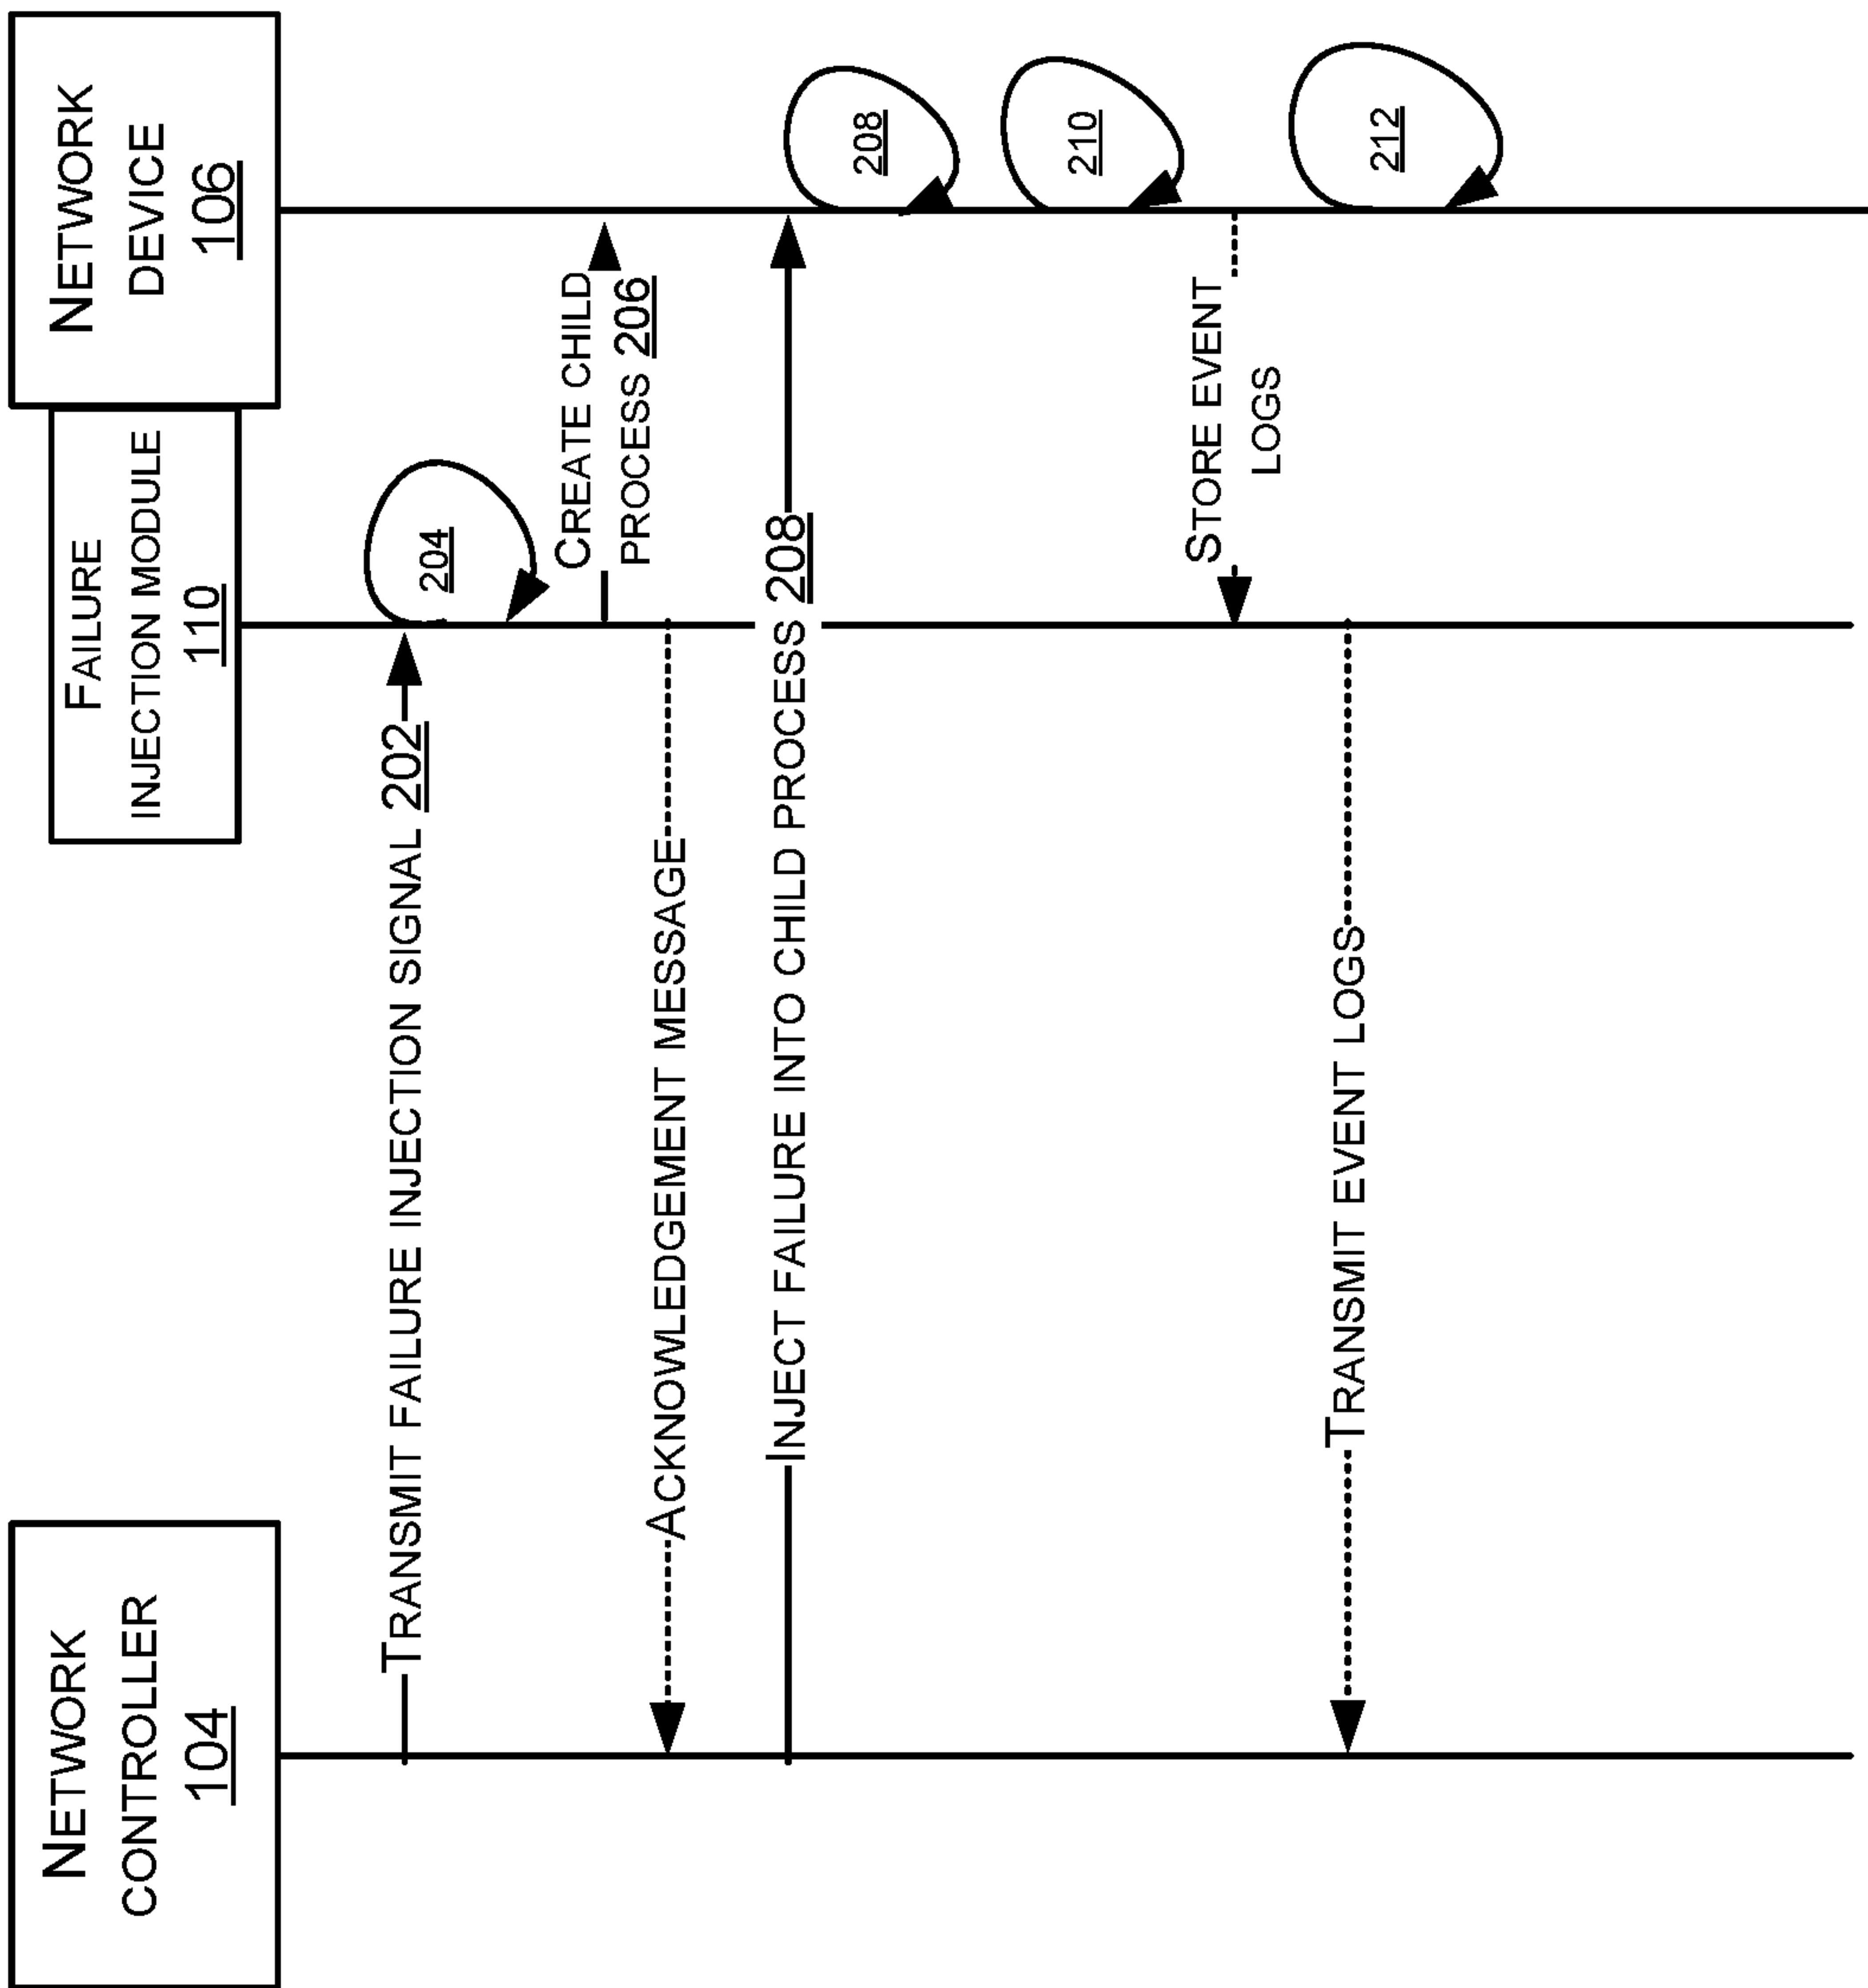 NETWORK
CONTROLLER
104
FAILURE
INJECTION MODULE
110
NETWORK
DEVICE
106
TRANSMIT FAILURE INJECTION SIGNAL 202
204
CREATE CHILD
PROCESS 206
ACKNOWLEDGEMENT MESSAGE
INJECT FAILURE INTO CHILD PROCESS 208
208
210
STORE EVENT
LOGS
TRANSMIT EVENT LOGS
212